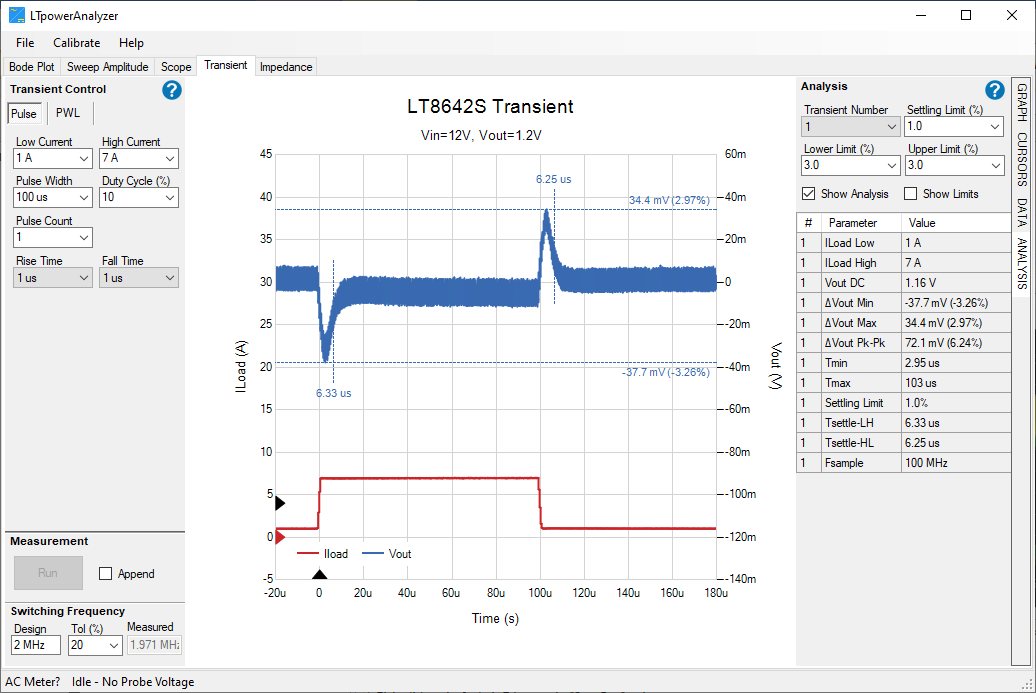 LTpowerAnalyzer
File Calibrate Help
Bode Plot Sweep Amplitude Scope Transient Impedance
Transient Control ?
Pulse PWL
Low Current High Current
1 A 7 A
Pulse Width Duty Cycle (%)
100 us 10
Pulse Count
1
Rise Time Fall Time
1 us 1 us
Measurement
Run Append
Switching Frequency
Design Tol (%) Measured
2 MHz 20 1.971 MHz
LT8642S Transient
Vin=12V, Vout=1.2V
45 60m
6.25 us
40 34.4 mV (2.97%) 40m
35 20m
30 0
25 -20m
ILoad (A) Vout (V)
20 -37.7 mV (-3.26%) -40m
6.33 us
15 -60m
10 -80m
5 -100m
0 -120m
Iload Vout
-5 -140m
-20u 0 20u 40u 60u 80u 100u 120u 140u 160u 180u
Time (s)
Analysis ?
Transient Number Settling Limit (%)
1 1.0
Lower Limit (%) Upper Limit (%)
3.0 3.0
Show Analysis Show Limits
# Parameter Value
1 ILoad Low 1 A
1 ILoad High 7 A
1 Vout DC 1.16 V
1 ΔVout Min -37.7 mV (-3.26%)
1 ΔVout Max 34.4 mV (2.97%)
1 ΔVout Pk-Pk 72.1 mV (6.24%)
1 Tmin 2.95 us
1 Tmax 103 us
1 Settling Limit 1.0%
1 Tsettle-LH 6.33 us
1 Tsettle-HL 6.25 us
1 Fsample 100 MHz
GRAPH CURSORS DATA ANALYSIS
AC Meter? Idle - No Probe Voltage